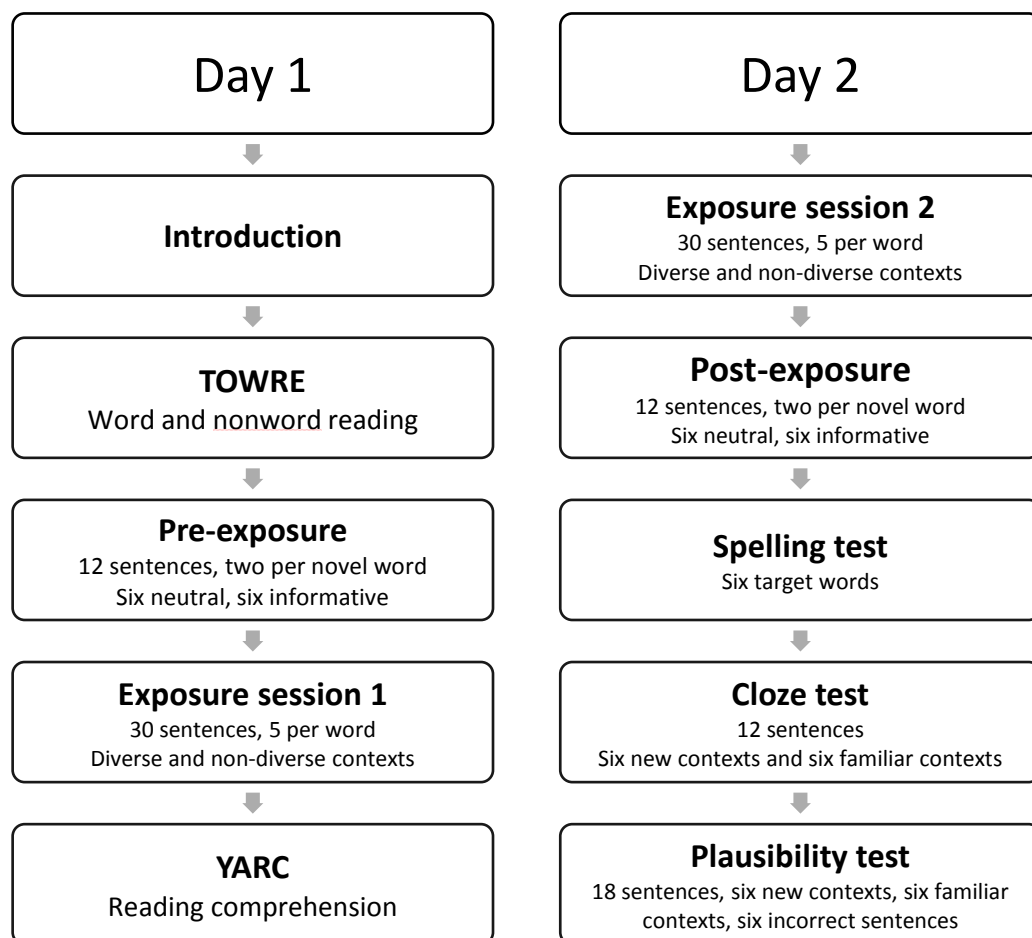 Day 1
Introduction
TOWRE
Word and nonword reading
Pre-exposure
12 sentences, two per novel word
Six neutral, six informative
Exposure session 1
30 sentences, 5 per word
Diverse and non-diverse contexts
YARC
Reading comprehension
Day 2
Exposure session 2
30 sentences, 5 per word
Diverse and non-diverse contexts
Post-exposure
12 sentences, two per novel word
Six neutral, six informative
Spelling test
Six target words
Cloze test
12 sentences
Six new contexts and six familiar contexts
Plausibility test
18 sentences, six new contexts, six familiar
contexts, six incorrect sentences